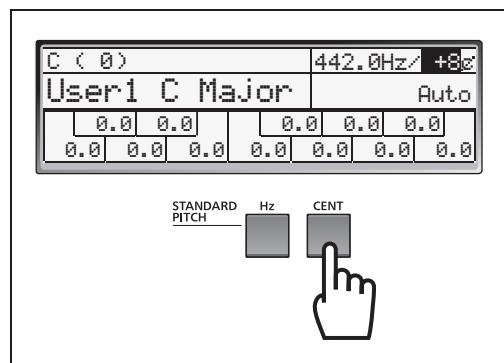 C ( 0) 442.0Hz/ +8¢
User1 C Major Auto
0.0 0.0 0.0 0.0 0.0
0.0 0.0 0.0 0.0 0.0 0.0 0.0
STANDARD PITCH Hz CENT